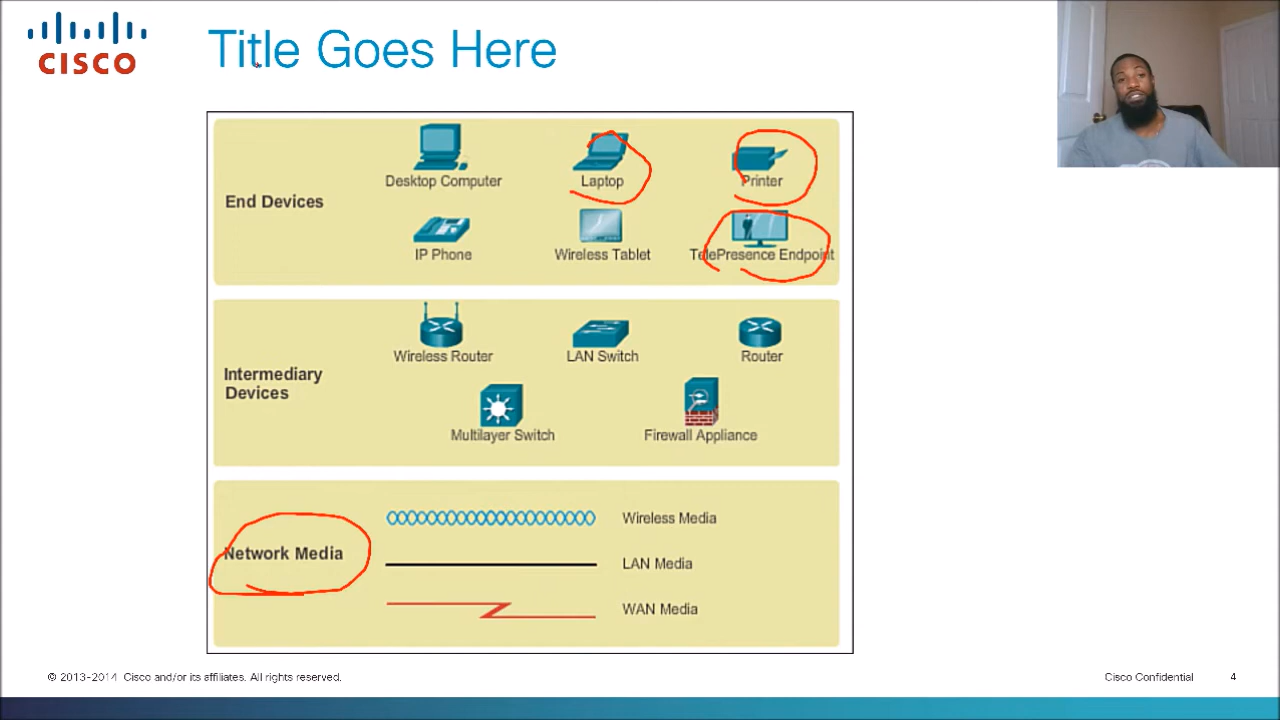 CISCO
Title Goes Here
End Devices
Desktop Computer
Laptop
Printer
IP Phone
Wireless Tablet
TelePresence Endpoint
Intermediary
Devices
Wireless Router
LAN Switch
Router
Multilayer Switch
Firewall Appliance
Network Media
Wireless Media
LAN Media
WAN Media
© 2013-2014 Cisco and/or its affiliates. All rights reserved.
Cisco Confidential
4